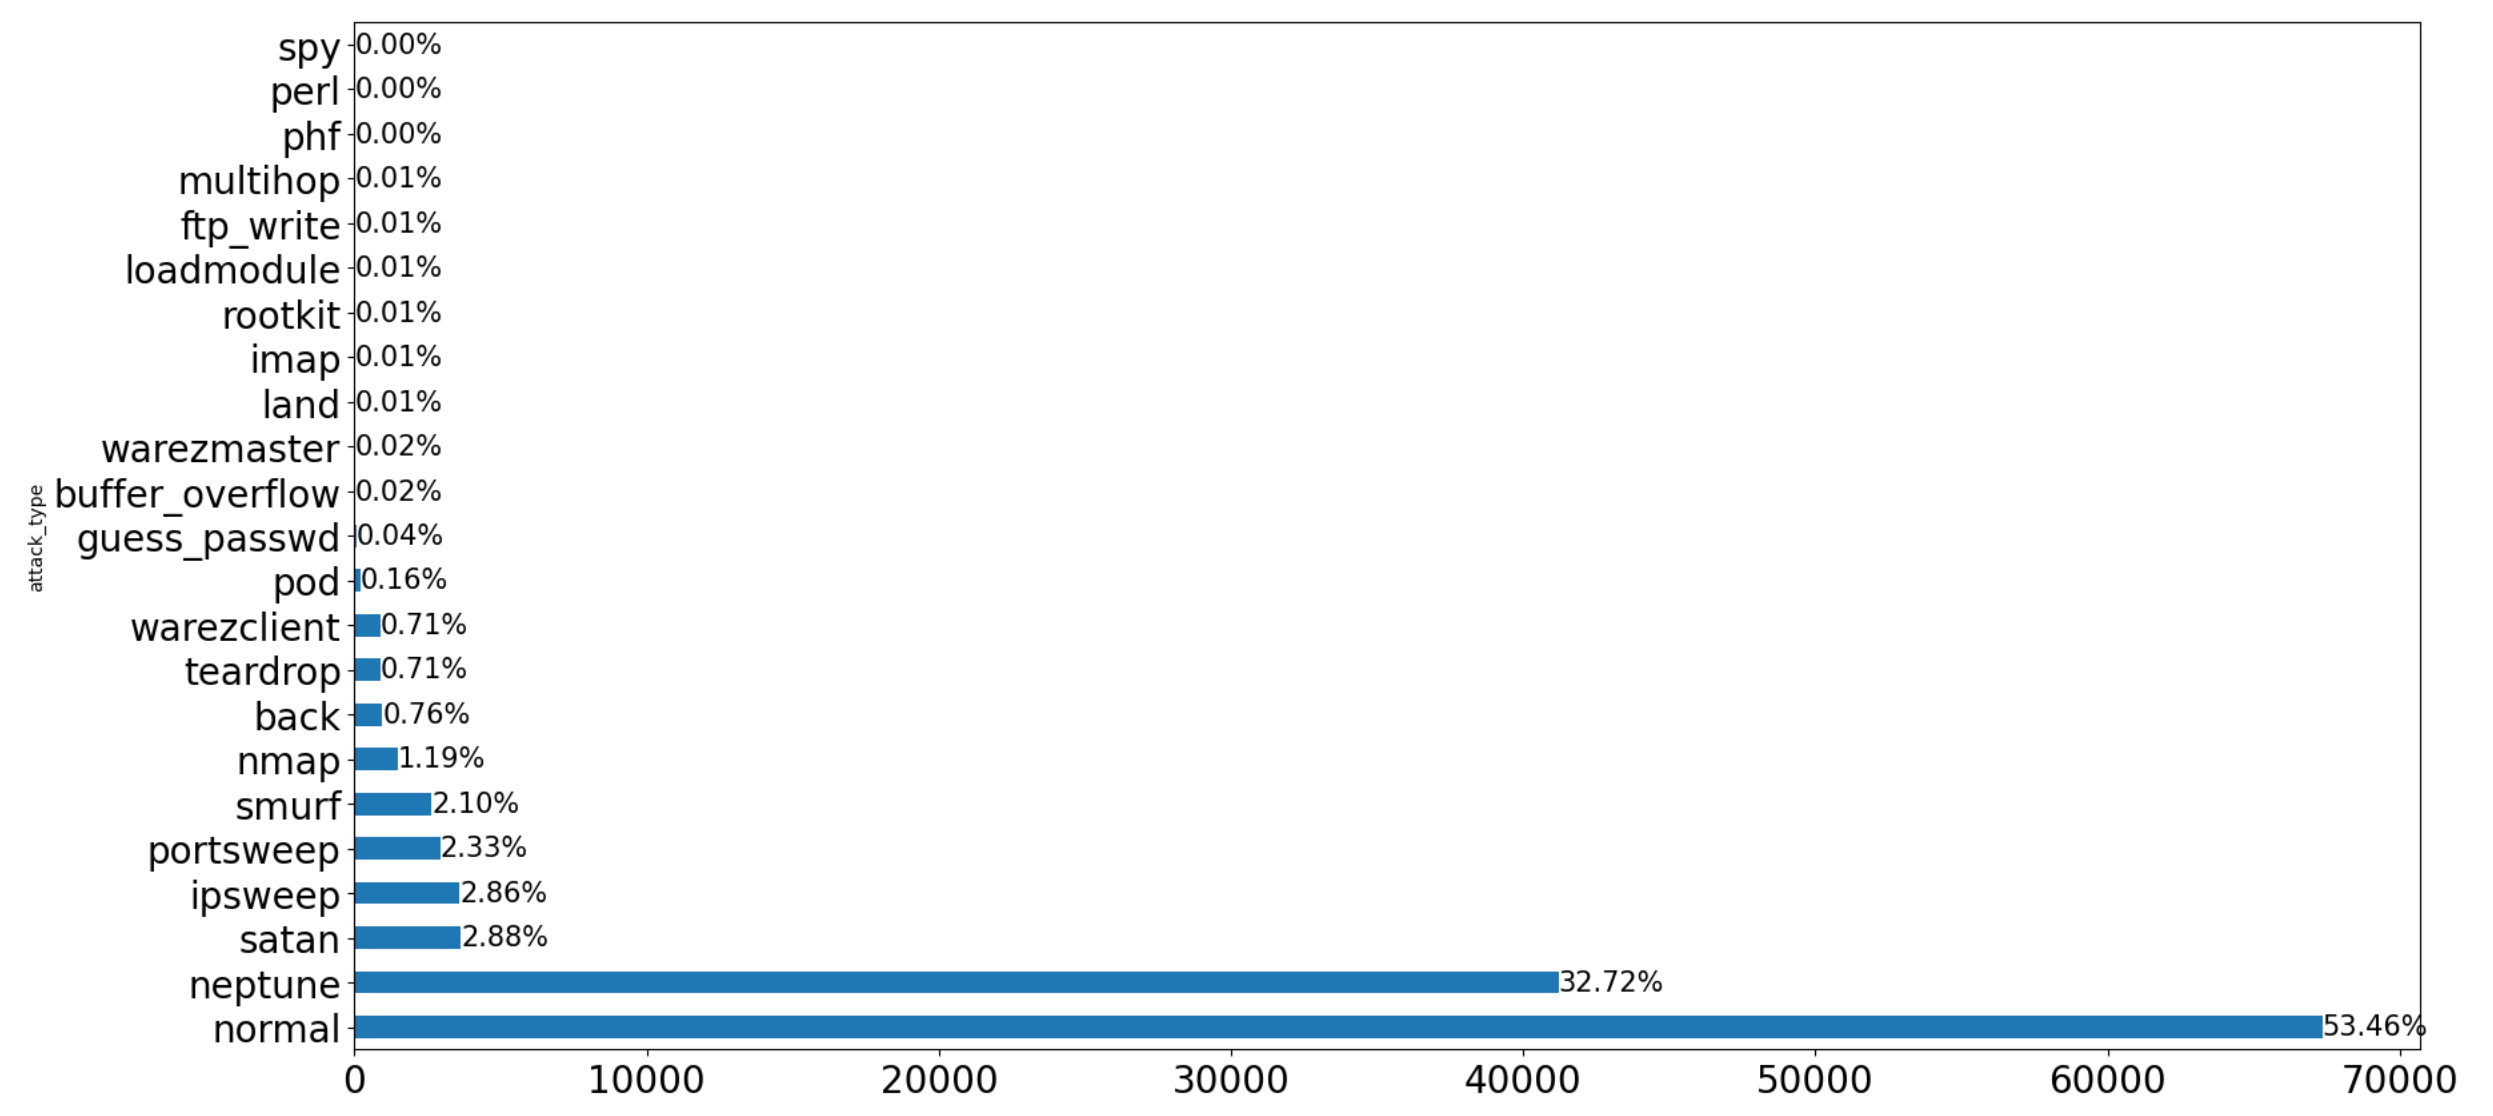 spy 0.00%
perl 0.00%
phf 0.00%
multihop 0.01%
ftp_write 0.01%
loadmodule 0.01%
rootkit 0.01%
imap 0.01%
land 0.01%
warezmaster 0.02%
buffer_overflow 0.02%
guess_passwd 0.04%
pod 0.16%
warezclient 0.71%
teardrop 0.71%
back 0.76%
nmap 1.19%
smurf 2.10%
portsweep 2.33%
ipsweep 2.86%
satan 2.88%
neptune 32.72%
normal 53.46%
0 10000 20000 30000 40000 50000 60000 70000
attack_type